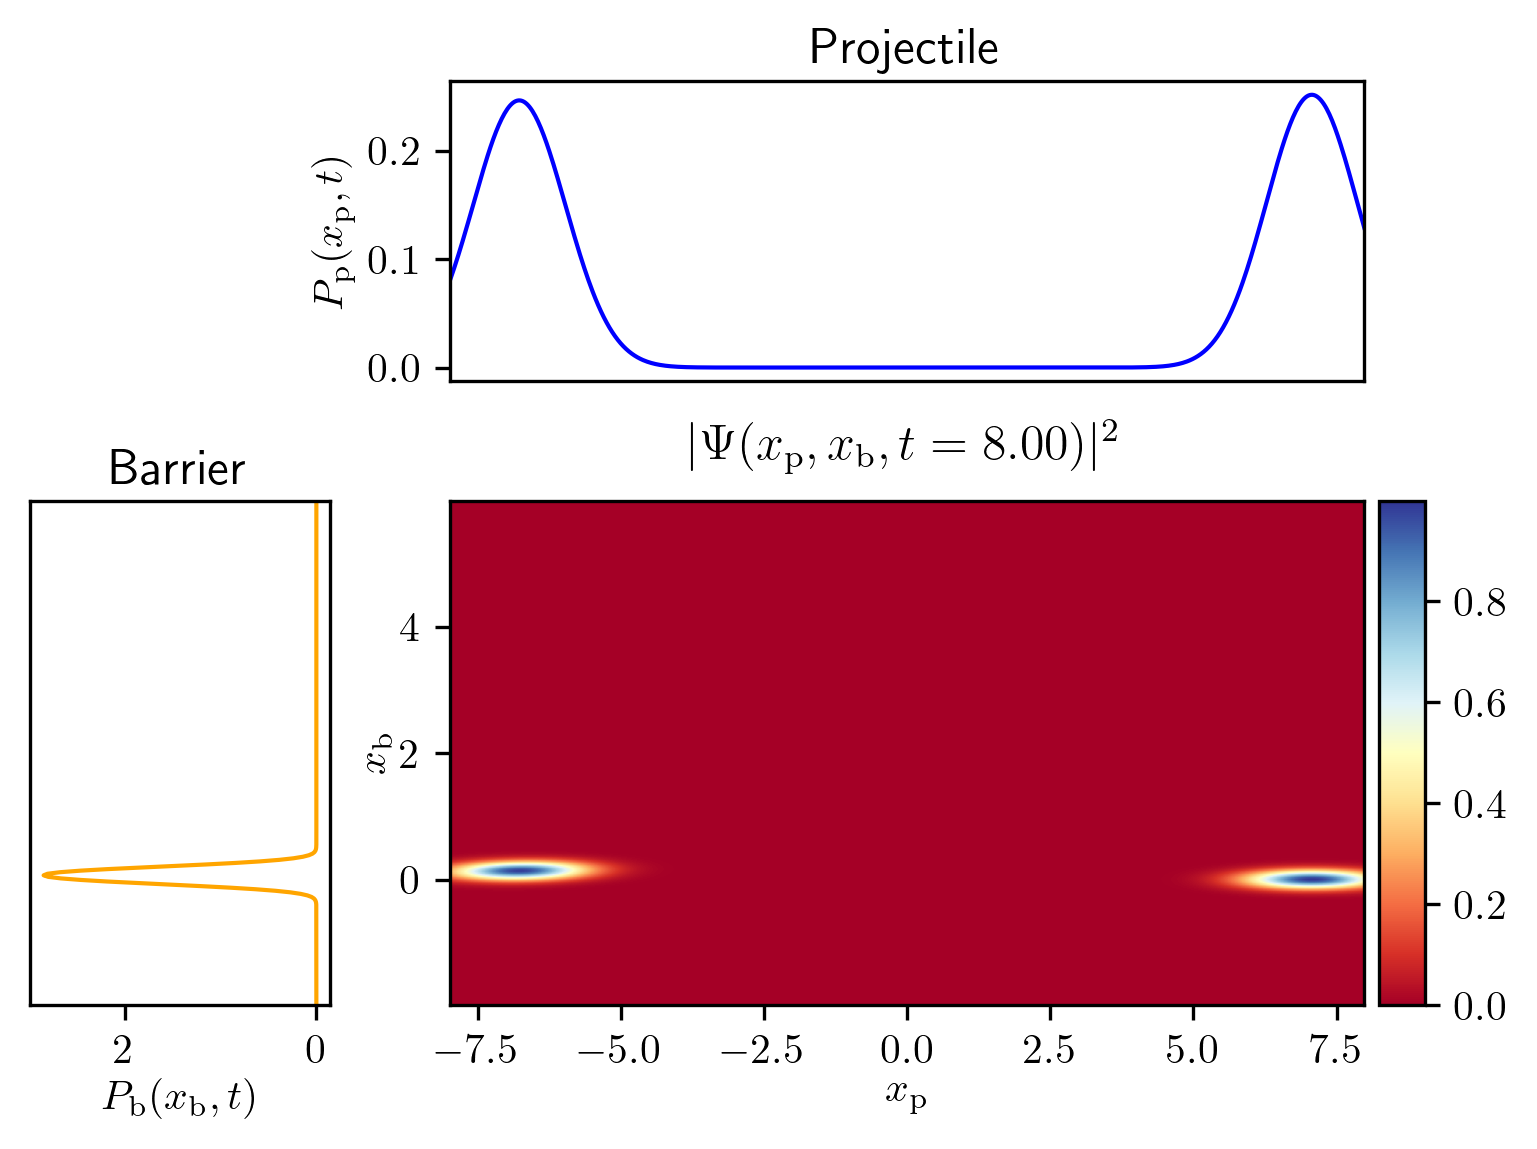 Projectile
P_p(x_p, t)
0.2
0.1
0.0
|Ψ(x_p, x_b, t = 8.00)|²
Barrier
2 0
P_b(x_b, t)
x_b
4
2
0
−7.5 −5.0 −2.5 0.0 2.5 5.0 7.5
x_p
0.8
0.6
0.4
0.2
0.0